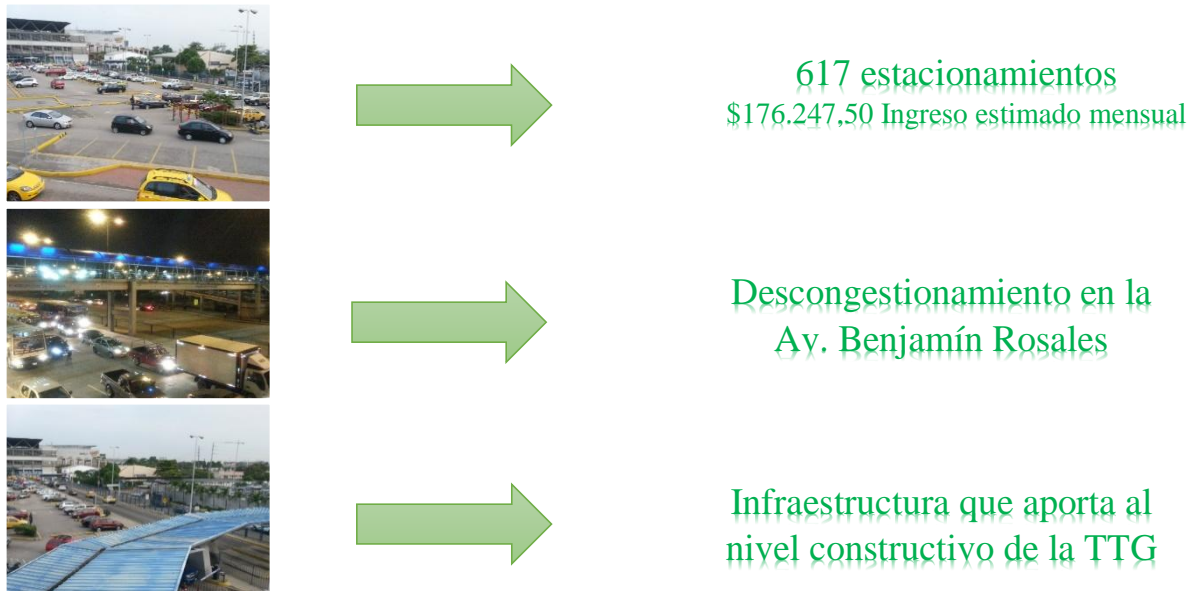 617 estacionamientos
$176.247,50 Ingreso estimado mensual
Descongestionamiento en la
Av. Benjamín Rosales
Infraestructura que aporta al
nivel constructivo de la TTG